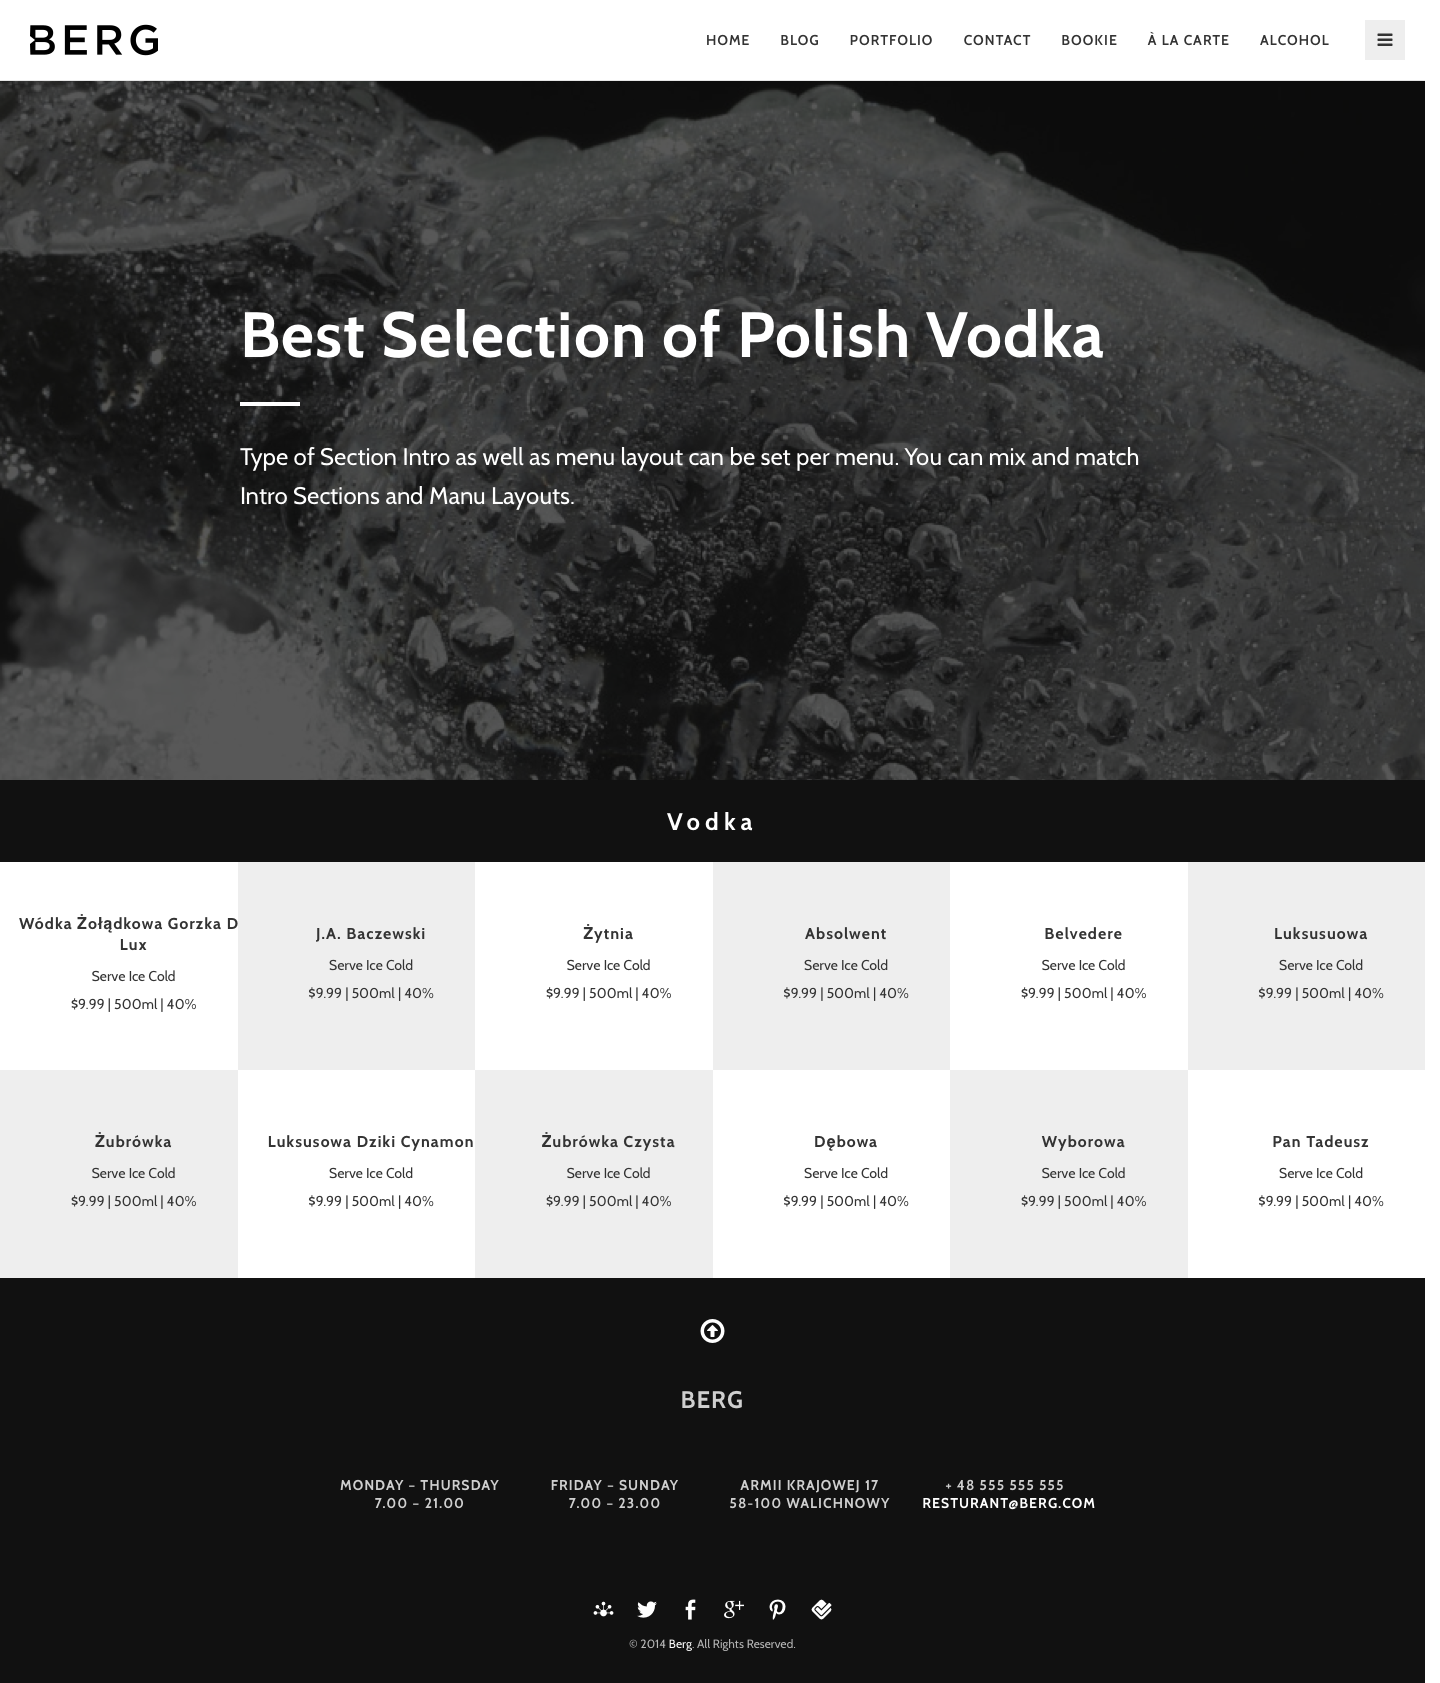 BERG
HOME BLOG PORTFOLIO CONTACT BOOKIE À LA CARTE ALCOHOL
Best Selection of Polish Vodka
Type of Section Intro as well as menu layout can be set per menu. You can mix and match
Intro Sections and Manu Layouts.
Vodka
Wódka Żołądkowa Gorzka D
Lux
Serve Ice Cold
$9.99 | 500ml | 40%
J.A. Baczewski
Serve Ice Cold
$9.99 | 500ml | 40%
Żytnia
Serve Ice Cold
$9.99 | 500ml | 40%
Absolwent
Serve Ice Cold
$9.99 | 500ml | 40%
Belvedere
Serve Ice Cold
$9.99 | 500ml | 40%
Luksusuowa
Serve Ice Cold
$9.99 | 500ml | 40%
Żubrówka
Serve Ice Cold
$9.99 | 500ml | 40%
Luksusowa Dziki Cynamon
Serve Ice Cold
$9.99 | 500ml | 40%
Żubrówka Czysta
Serve Ice Cold
$9.99 | 500ml | 40%
Dębowa
Serve Ice Cold
$9.99 | 500ml | 40%
Wyborowa
Serve Ice Cold
$9.99 | 500ml | 40%
Pan Tadeusz
Serve Ice Cold
$9.99 | 500ml | 40%
BERG
MONDAY – THURSDAY
7.00 – 21.00
FRIDAY – SUNDAY
7.00 – 23.00
ARMII KRAJOWEJ 17
58-100 WALICHNOWY
+ 48 555 555 555
RESTURANT@BERG.COM
© 2014 Berg. All Rights Reserved.